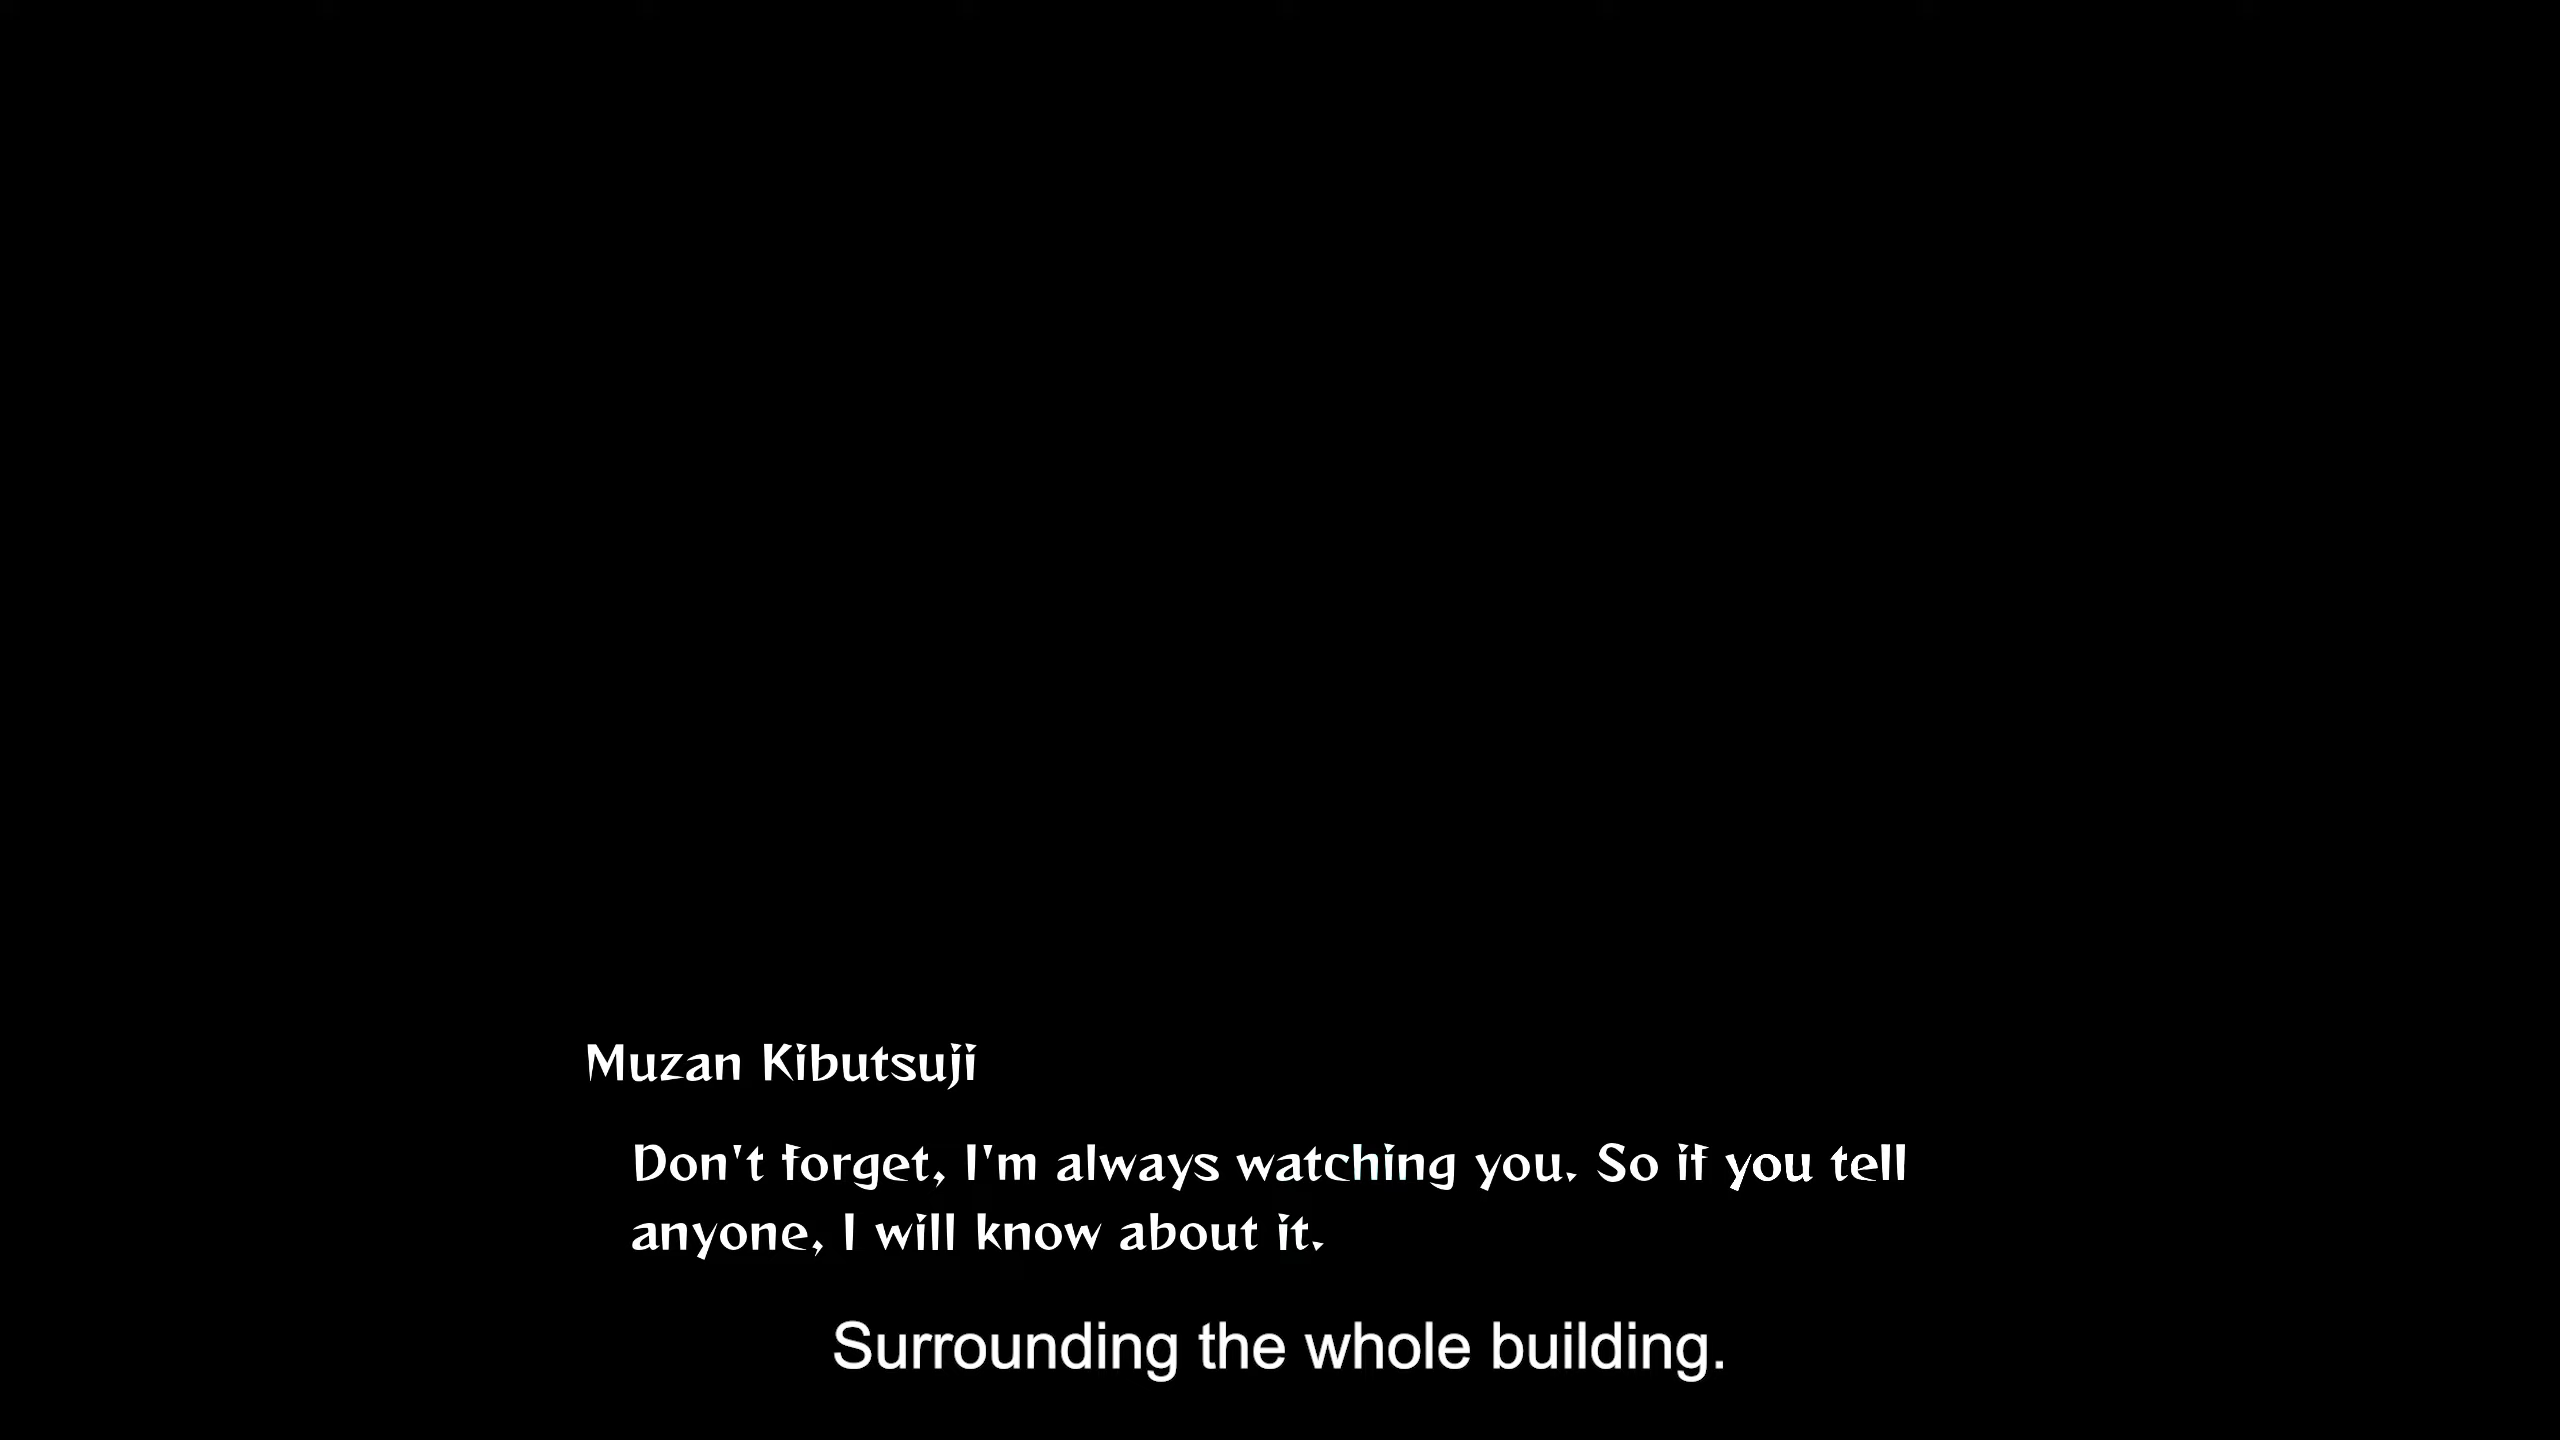 Muzan Kibutsuji
Don't forget, I'm always watching you. So if you tell
anyone, I will know about it.
Surrounding the whole building.